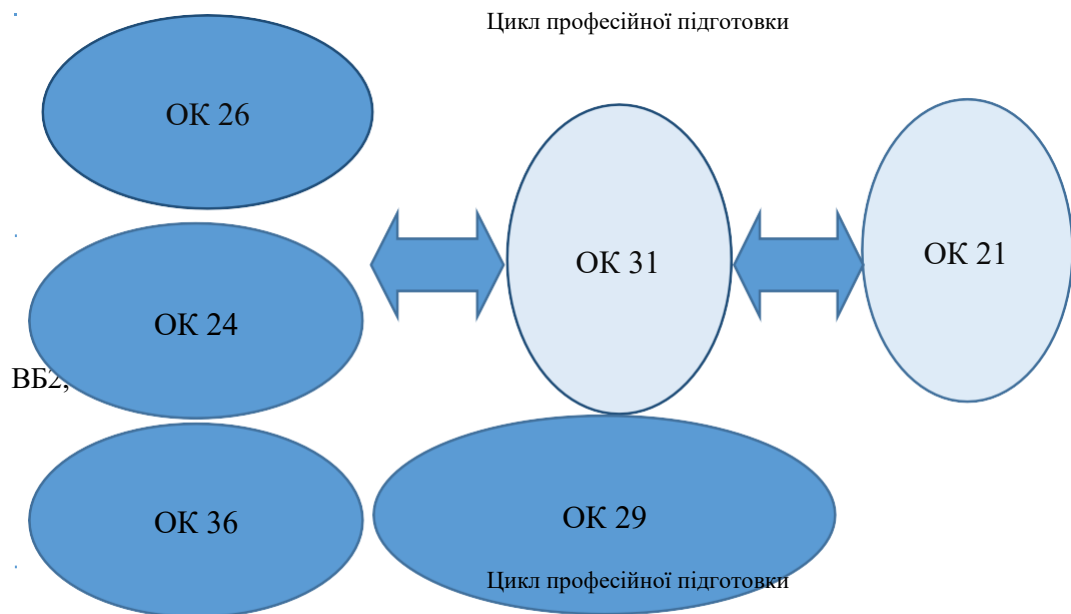 Цикл професійної підготовки
ОК 26
ОК 31
ОК 21
ОК 24
ВБ2,
ОК 36
ОК 29
Цикл професійної підготовки